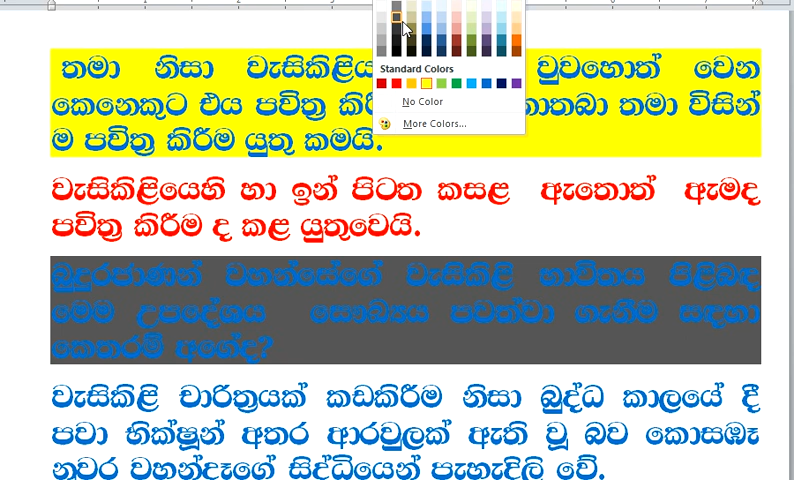 Standard Colors
No Color
More Colors...
තමා නිසා වැසිකිළිය වුවහොත් වෙන
කෙනෙකුට එය පවිත්‍ර තමා විසින්
ම පවිත්‍ර කිරීම යුතු කමයි.
වැසිකිළියෙහි හා ඉන් පිටත කසළ ඇතොත් ඇමද
පවිත්‍ර කිරීම ද කළ යුතුවෙයි.
බුදුරජාණන් වහන්සේගේ වැසිකිළි භාවිතය පිළිබඳ
මෙම උපදේශය සෞඛ්‍යය පවත්වා ගැනීම සඳහා
කෙතරම් අගේද?
වැසිකිළි චාරිත්‍රයක් කඩකිරීම නිසා බුද්ධ කාලයේ දී
පවා භික්ෂූන් අතර ආරවුලක් ඇති වූ බව කොසඹෑ
නුවර වහන්දෑගේ සිද්ධියෙන් පැහැදිලි වේ.